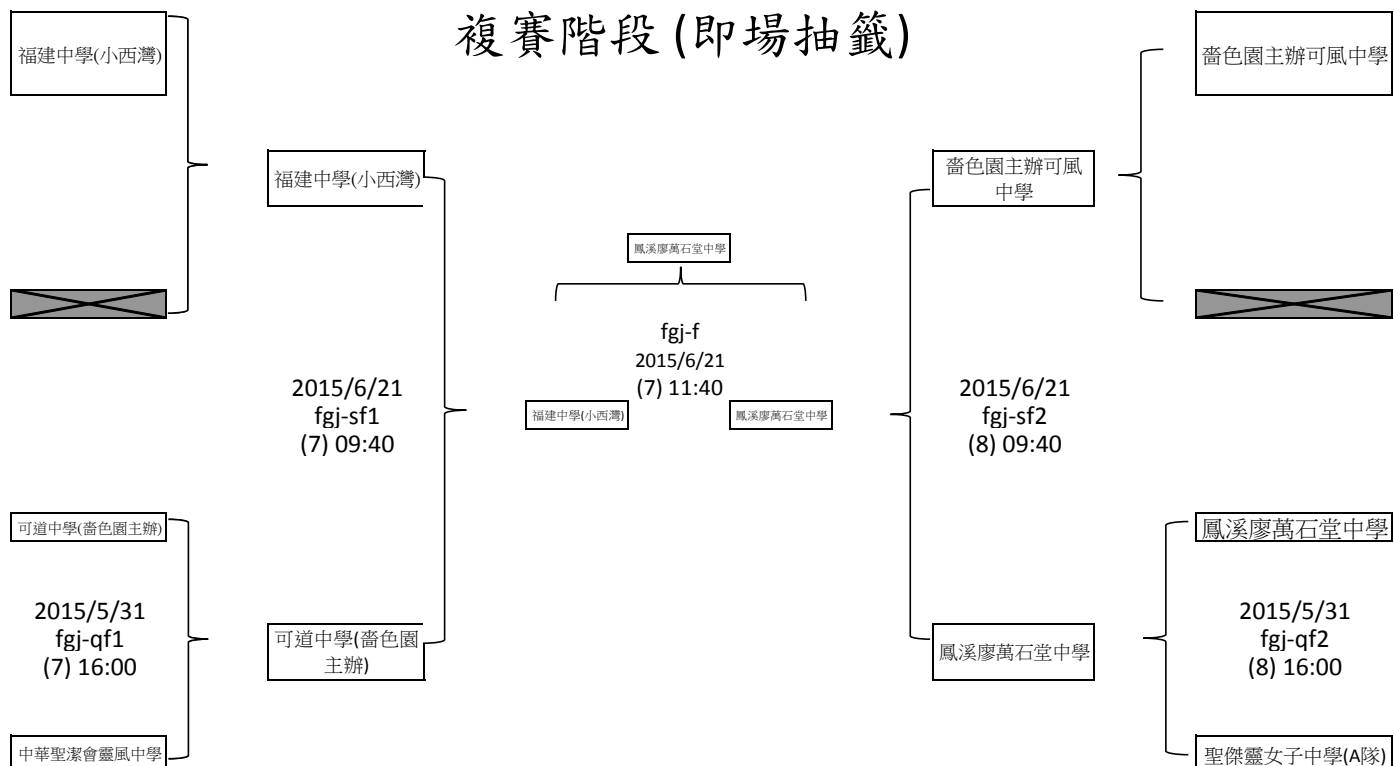 複賽階段 (即場抽籤)
福建中學(小西灣)
嗇色園主辦可風中學
福建中學(小西灣)
嗇色園主辦可風
中學
鳳溪廖萬石堂中學
fgj-f
2015/6/21
(7) 11:40
福建中學(小西灣)
鳳溪廖萬石堂中學
2015/6/21
fgj-sf1
(7) 09:40
2015/6/21
fgj-sf2
(8) 09:40
可道中學(嗇色園主辦)
鳳溪廖萬石堂中學
2015/5/31
fgj-qf1
(7) 16:00
可道中學(嗇色園
主辦)
鳳溪廖萬石堂中學
2015/5/31
fgj-qf2
(8) 16:00
中華聖潔會靈風中學
聖傑靈女子中學(A隊)